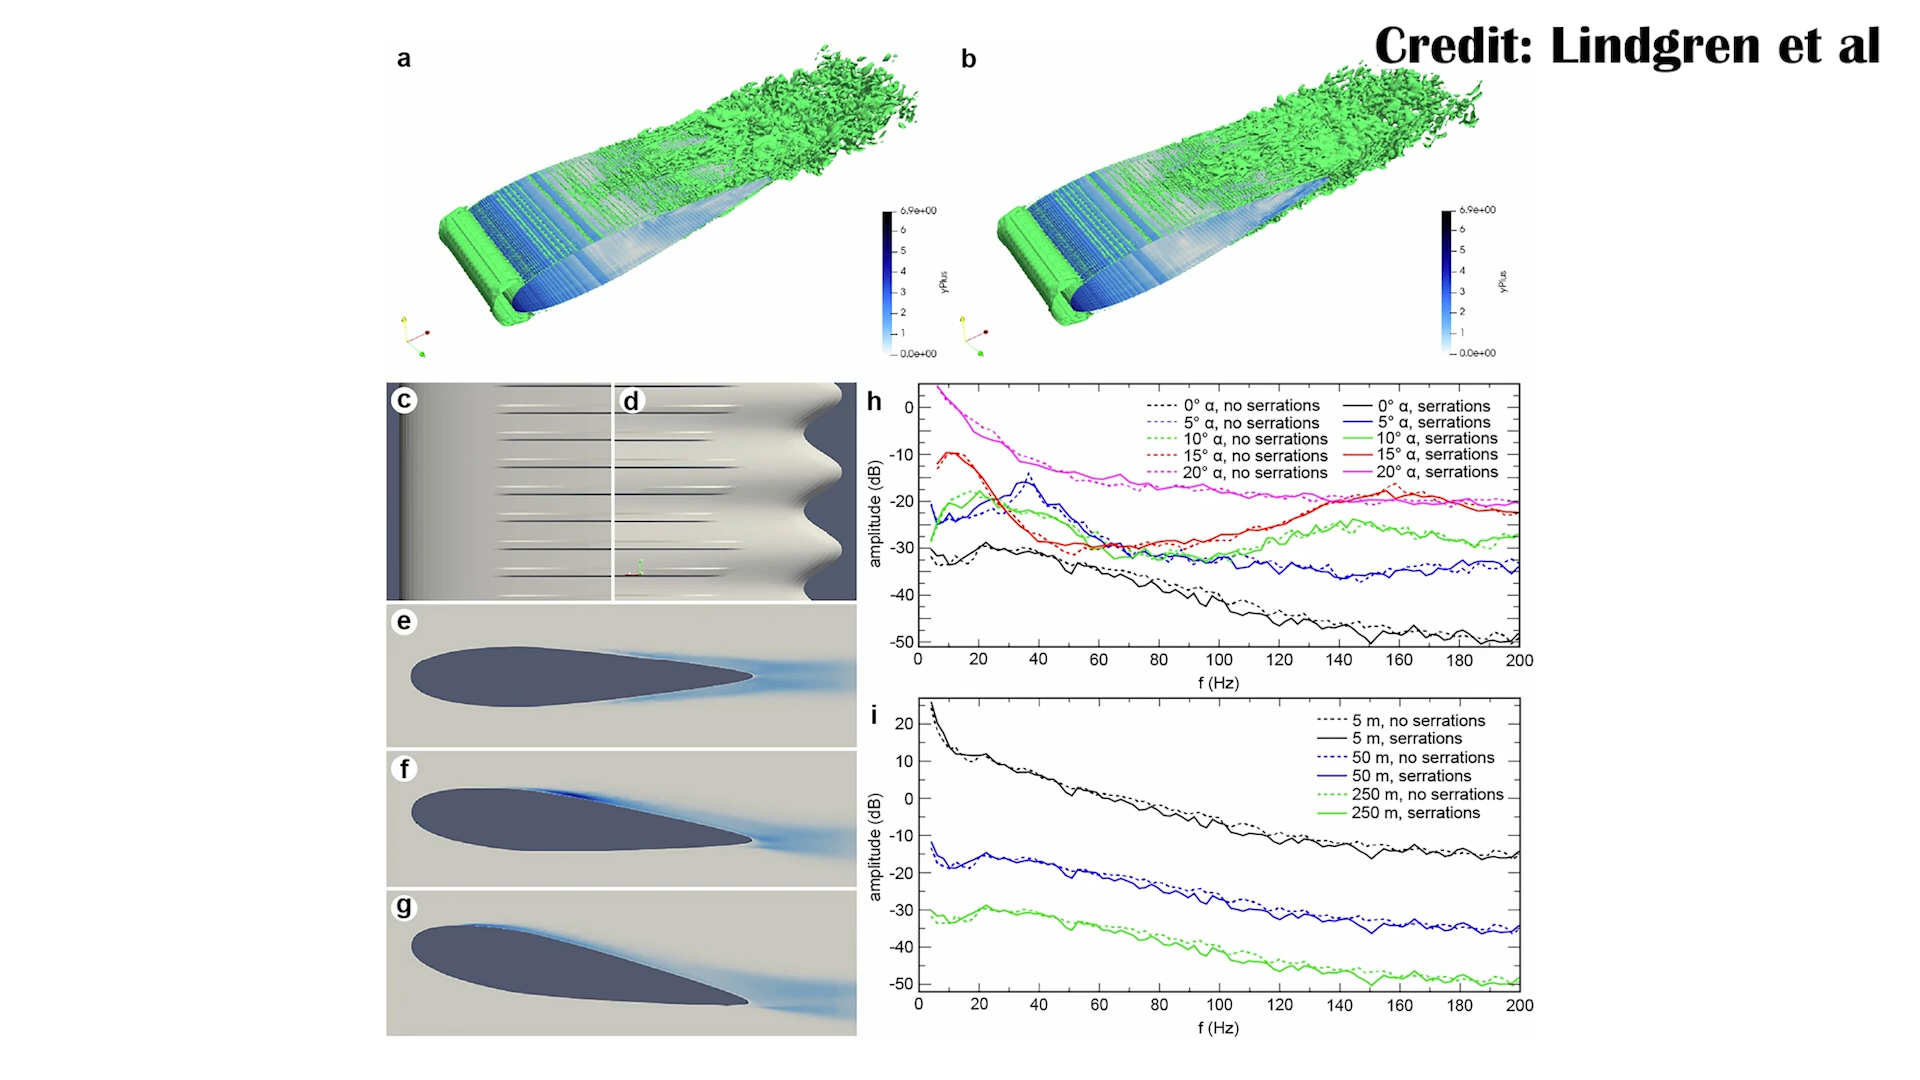 Credit: Lindgren et al
a
b
6.9e+00
6
5
4
3
2
1
0.0e+00
yPlus
6.9e+00
6
5
4
3
2
1
0.0e+00
yPlus
c
d
e
f
g
h
0
-10
-20
-30
-40
-50
amplitude (dB)
0° α, no serrations
5° α, no serrations
10° α, no serrations
15° α, no serrations
20° α, no serrations
0° α, serrations
5° α, serrations
10° α, serrations
15° α, serrations
20° α, serrations
0 20 40 60 80 100 120 140 160 180 200
f (Hz)
i
20
10
0
-10
-20
-30
-40
-50
amplitude (dB)
5 m, no serrations
5 m, serrations
50 m, no serrations
50 m, serrations
250 m, no serrations
250 m, serrations
0 20 40 60 80 100 120 140 160 180 200
f (Hz)